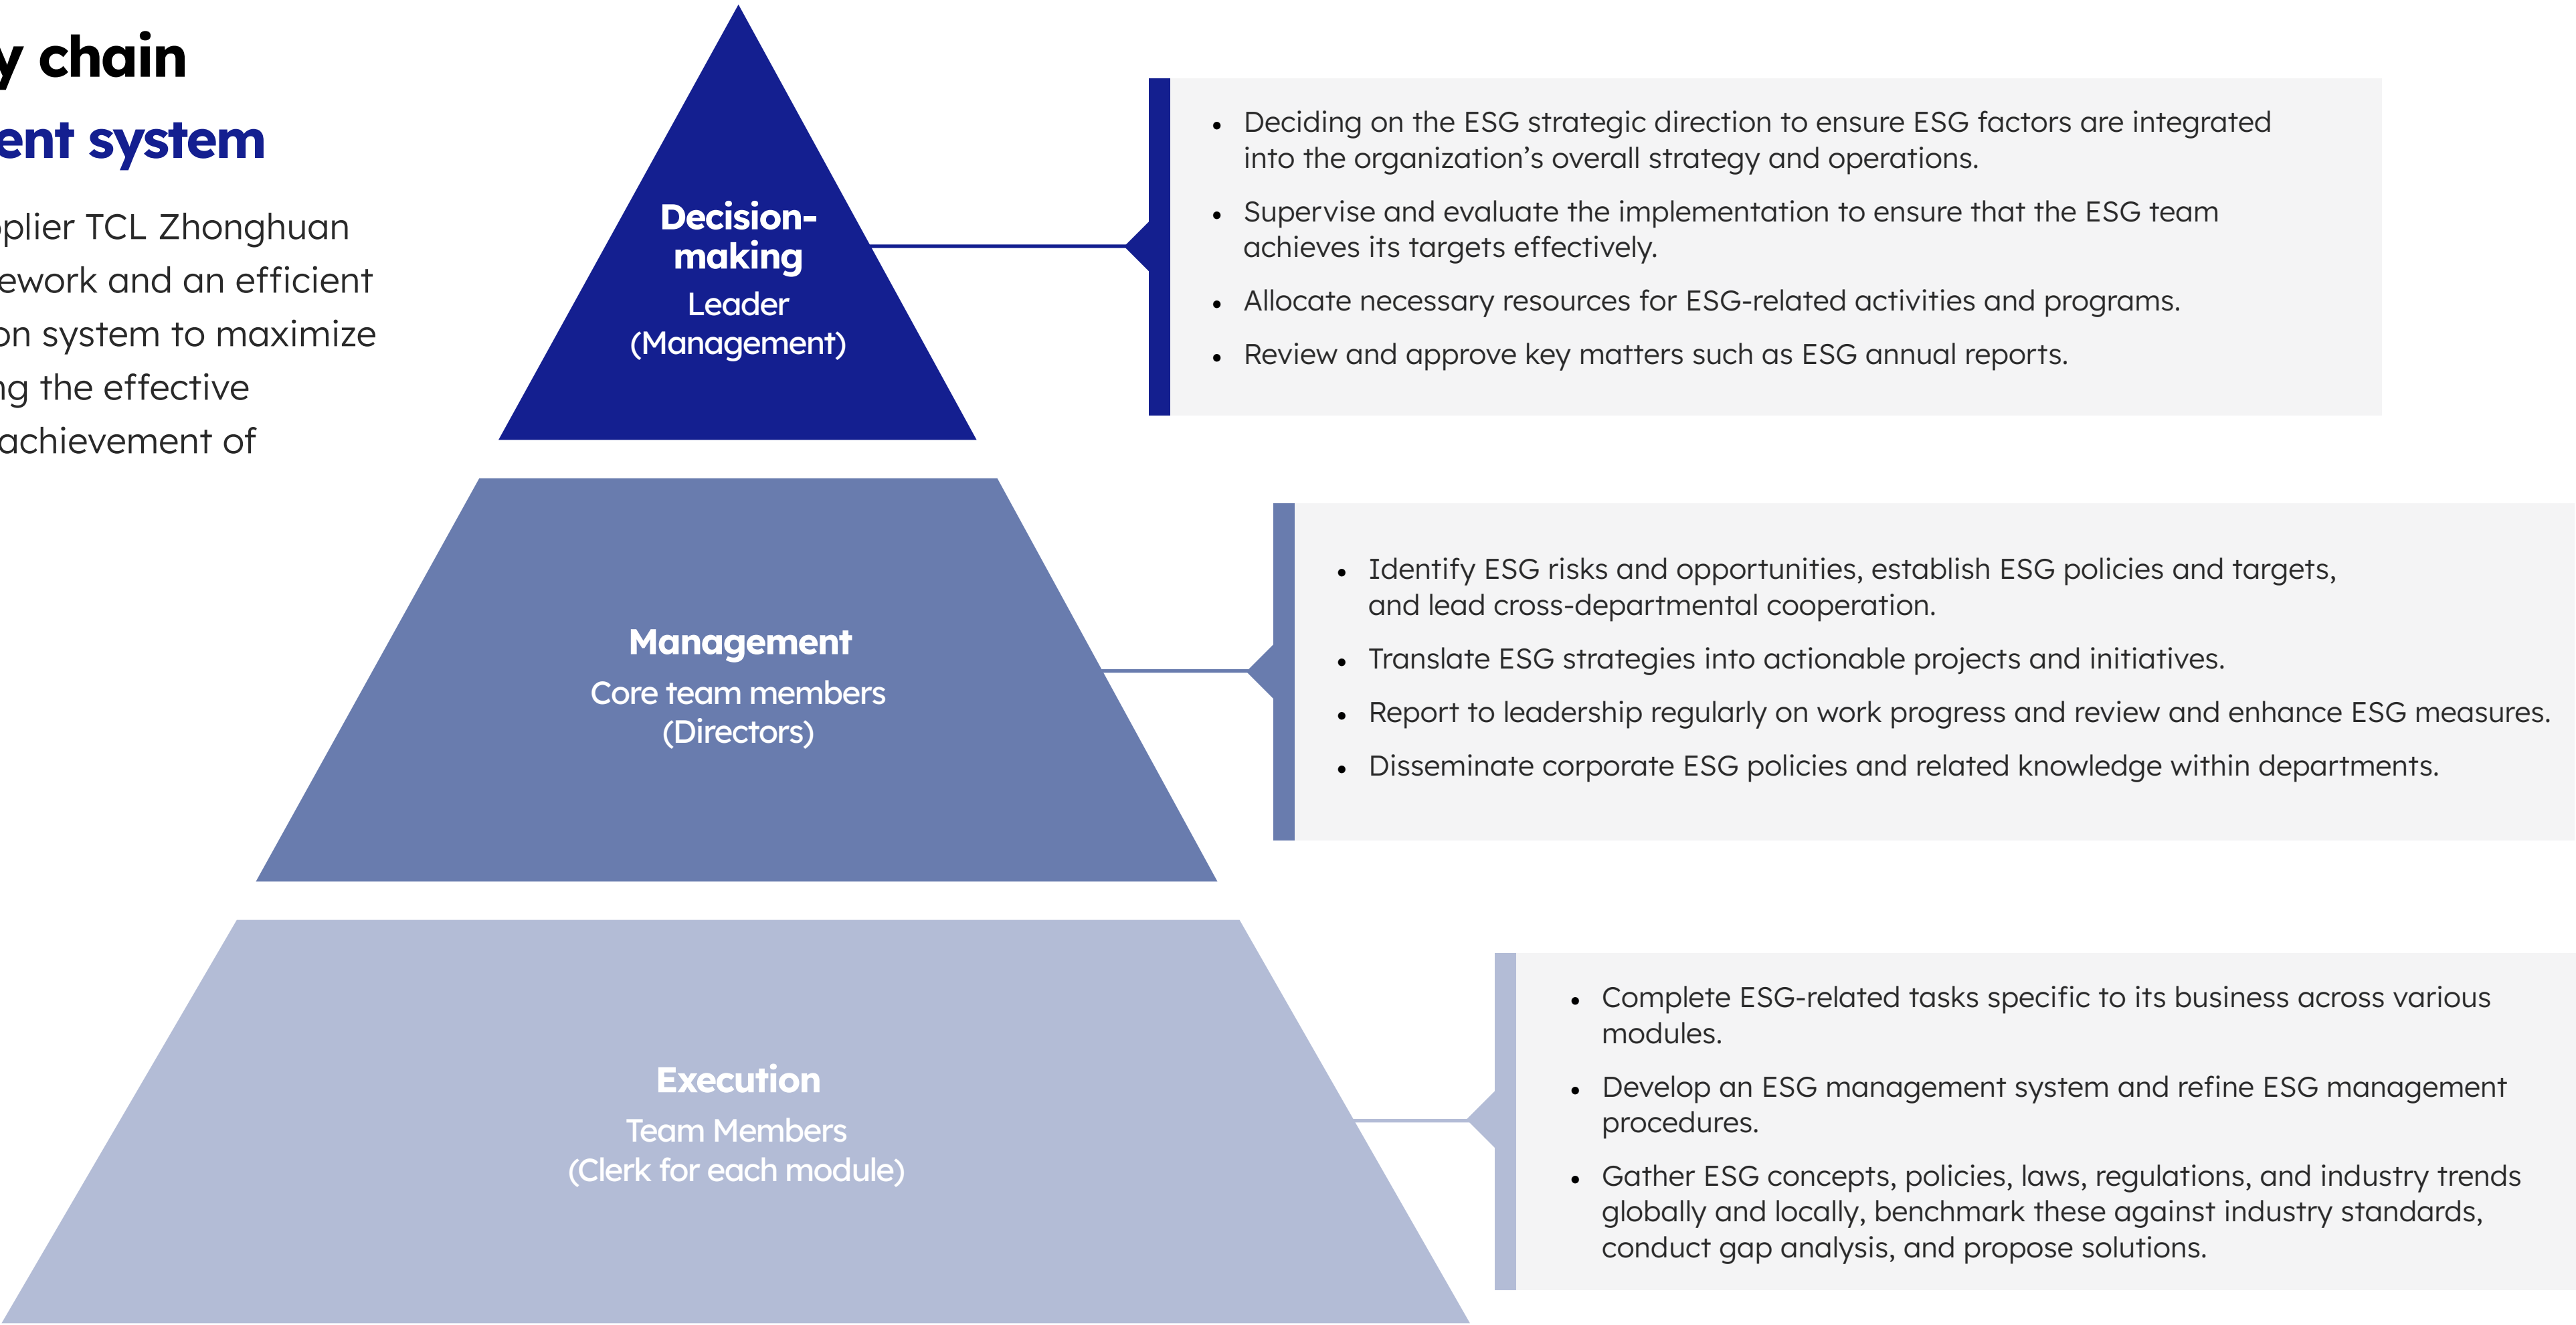 y chain
ent system
plier TCL Zhonghuan
ework and an efficient
on system to maximize
ng the effective
achievement of
Decision-
making
Leader
(Management)
• Deciding on the ESG strategic direction to ensure ESG factors are integrated
into the organization’s overall strategy and operations.
• Supervise and evaluate the implementation to ensure that the ESG team
achieves its targets effectively.
• Allocate necessary resources for ESG-related activities and programs.
• Review and approve key matters such as ESG annual reports.
Management
Core team members
(Directors)
• Identify ESG risks and opportunities, establish ESG policies and targets,
and lead cross-departmental cooperation.
• Translate ESG strategies into actionable projects and initiatives.
• Report to leadership regularly on work progress and review and enhance ESG measures.
• Disseminate corporate ESG policies and related knowledge within departments.
Execution
Team Members
(Clerk for each module)
• Complete ESG-related tasks specific to its business across various
modules.
• Develop an ESG management system and refine ESG management
procedures.
• Gather ESG concepts, policies, laws, regulations, and industry trends
globally and locally, benchmark these against industry standards,
conduct gap analysis, and propose solutions.